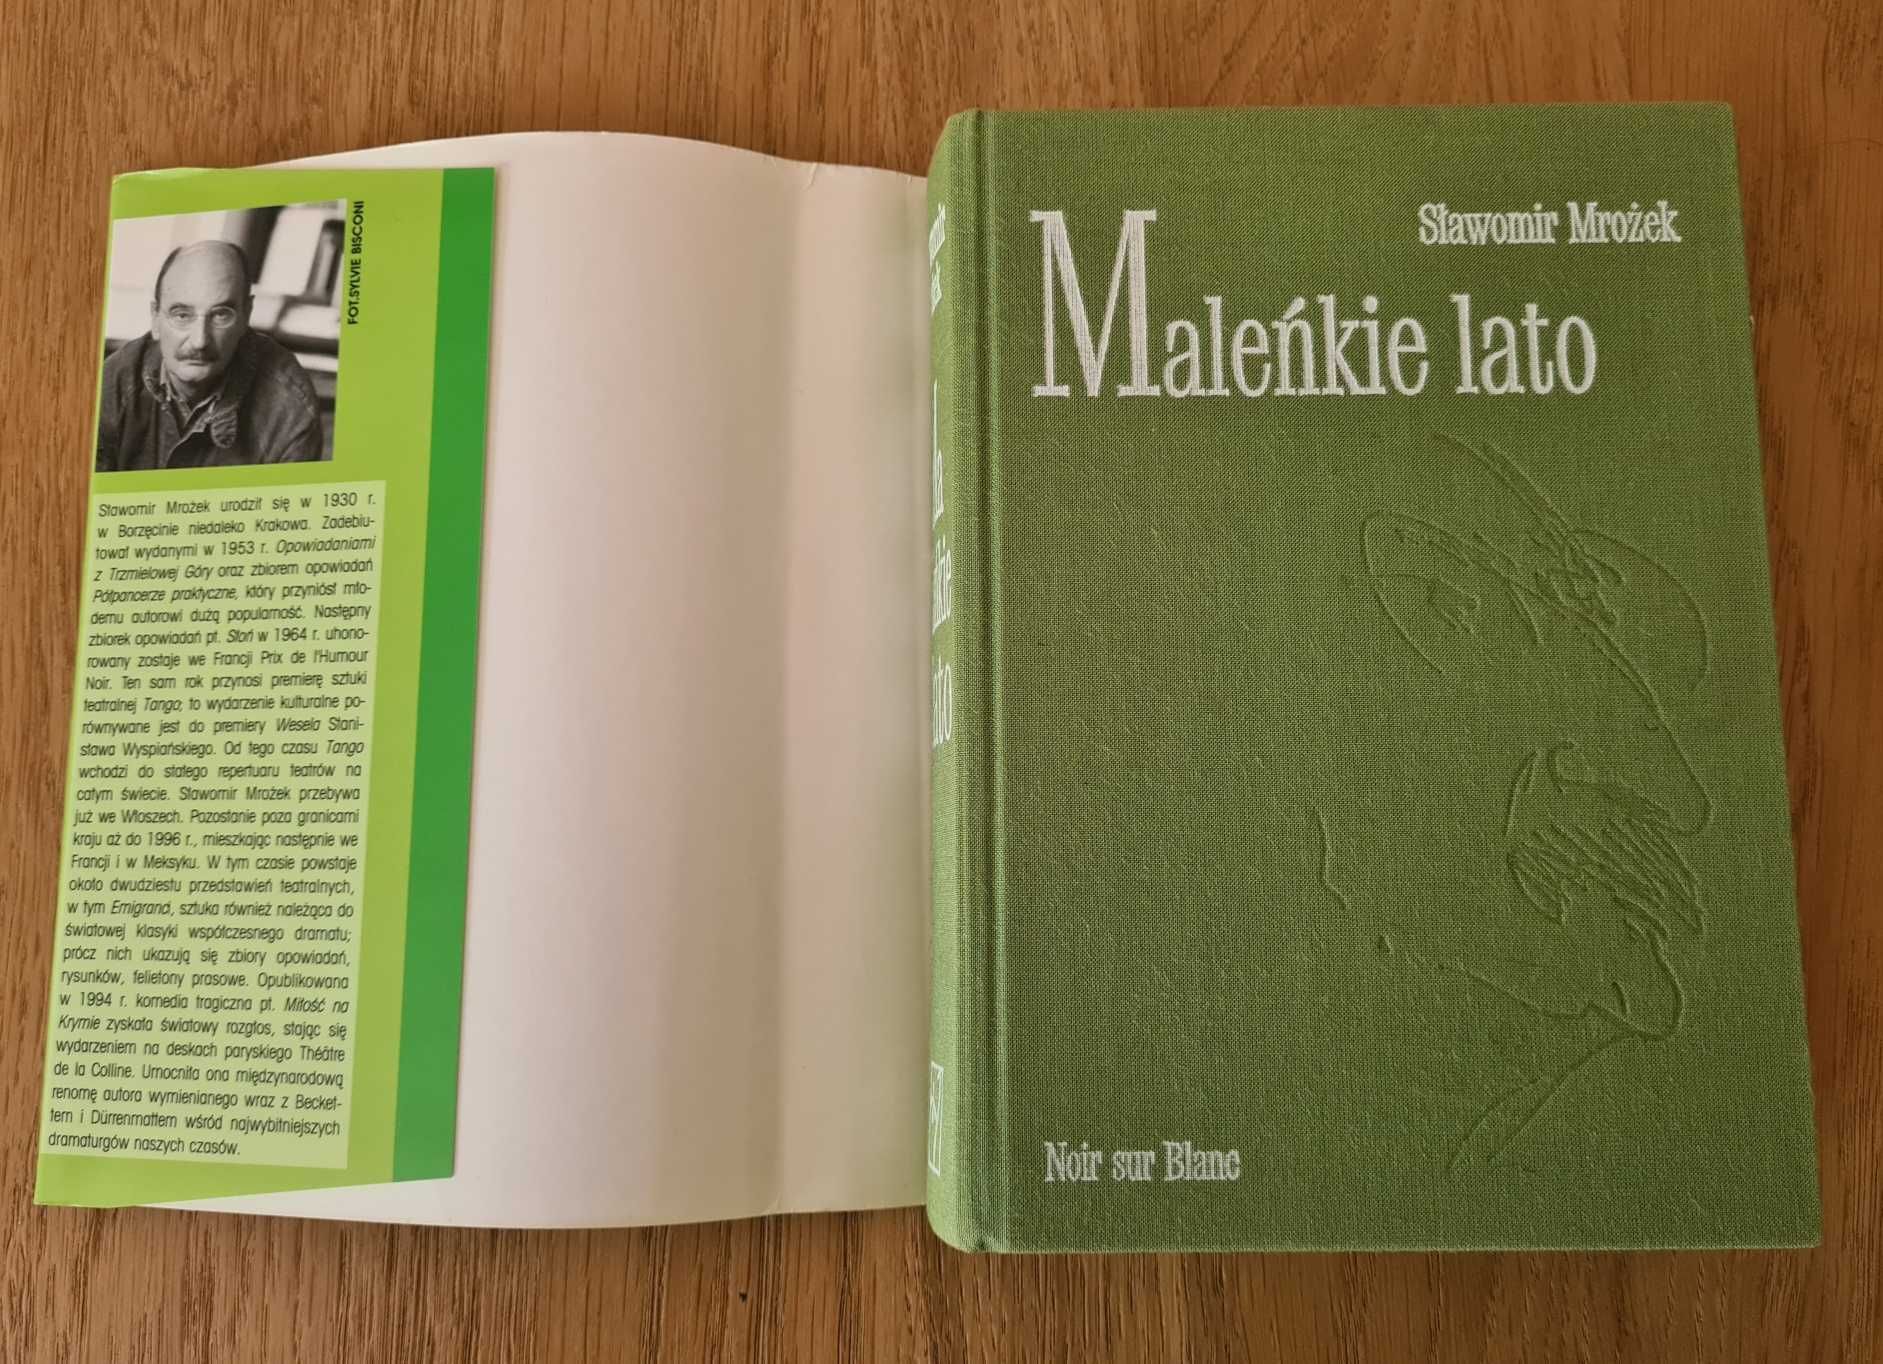 FOT.SYLVIE BISCONI
Sławomir Mrożek urodził się w 1930 r.
w Borzęcinie niedaleko Krakowa. Zadebiu-
tował wydanymi w 1953 r. Opowiadaniami
z Trzmielowej Góry oraz zbiorem opowiadań
Półpancerze praktyczne, który przyniósł mło-
demu autorowi dużą popularność. Następny
zbiorek opowiadań pt. Słoń w 1964 r. uhono-
rowany zostaje we Francji Prix de l'Humour
Noir. Ten sam rok przynosi premierę sztuki
teatralnej Tango; to wydarzenie kulturalne po-
równywane jest do premiery Wesela Stani-
sława Wyspiańskiego. Od tego czasu Tango
wchodzi do stałego repertuaru teatrów na
całym świecie. Sławomir Mrożek przebywa
już we Włoszech. Pozostanie poza granicami
kraju aż do 1996 r., mieszkając następnie we
Francji i w Meksyku. W tym czasie powstaje
około dwudziestu przedstawień teatralnych,
w tym Emigranci, sztuka również należąca do
światowej klasyki współczesnego dramatu;
prócz nich ukazują się zbiory opowiadań,
rysunków, felietony prasowe. Opublikowana
w 1994 r. komedia tragiczna pt. Miłość na
Krymie zyskała światowy rozgłos, stając się
wydarzeniem na deskach paryskiego Théâtre
de la Colline. Umocniła ona międzynarodową
renomę autora wymienianego wraz z Becket-
tem i Dürrenmattem wśród najwybitniejszych
dramaturgów naszych czasów.
Sławomir Mrożek
Maleńkie lato
Noir sur Blanc